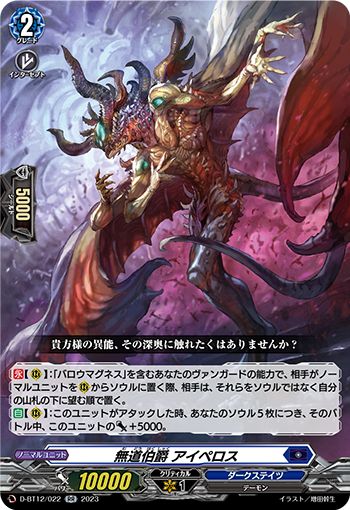 2
グレード
インターセプト
5000
シールド
貴方様の異能、その深奥に触れたくはありませんか？
永【R】：「バロウマグネス」を含むあなたのヴァンガードの能力で、相手がノー
マルユニットをRからソウルに置く際、相手は、それらをソウルではなく自分
の山札の下に望む順で置く。
自【R】：このユニットがアタックした時、あなたのソウル５枚につき、そのバ
トル中、このユニットの+5000。
ノーマルユニット
無道伯爵 アイペロス
パワー
10000
クリティカル
1
ダークステイツ
デーモン
D-BT12/022 RR 2023
イラスト／増田幹生